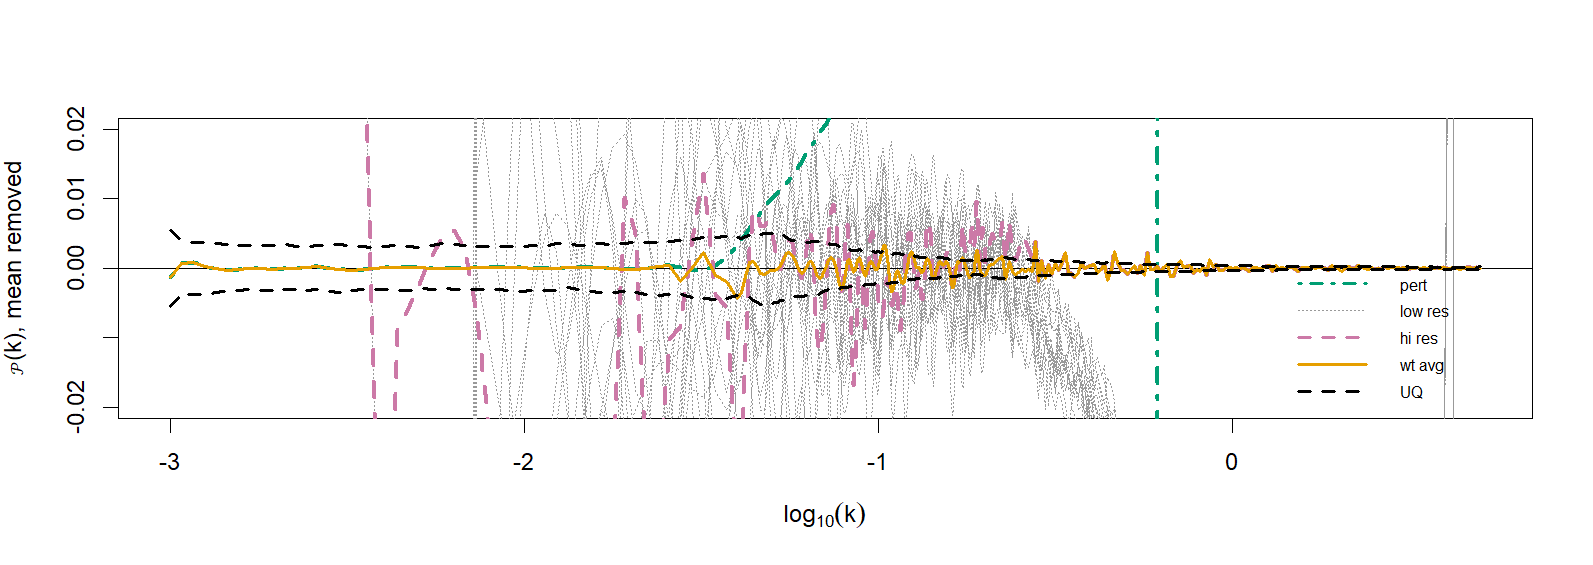 𝒫(k), mean removed
0.02
0.01
0.00
-0.02
-3
-2
-1
0
log₁₀(k)
pert
low res
hi res
wt avg
UQ